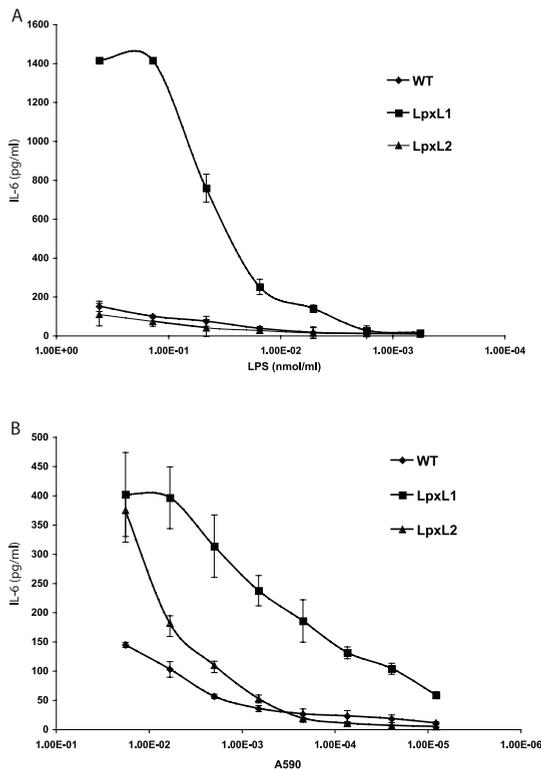 A
1600
1400
1200
1000
800
600
400
200
0
IL-6 (pg/ml)
WT
LpxL1
LpxL2
1.00E+00 1.00E-01 1.00E-02 1.00E-03 1.00E-04
LPS (nmol/ml)
B
500
450
400
350
300
250
200
150
100
50
0
IL-6 (pg/ml)
WT
LpxL1
LpxL2
1.00E-01 1.00E-02 1.00E-03 1.00E-04 1.00E-05 1.00E-06
A590